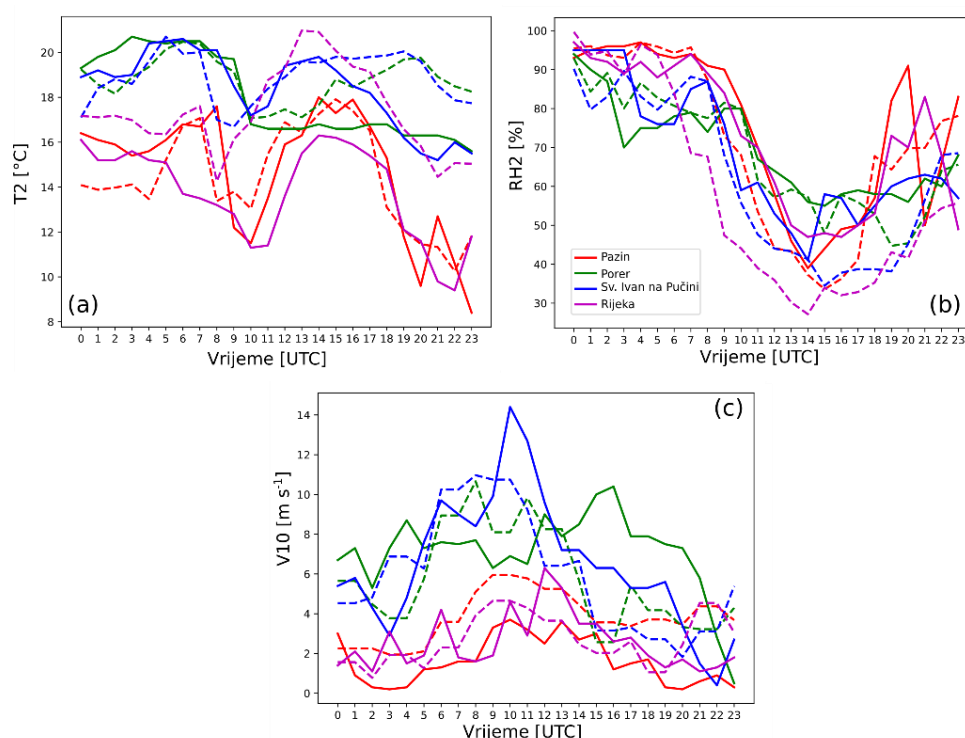 T2 [°C]
20
18
16
14
12
10
8
(a)
0 1 2 3 4 5 6 7 8 9 10 11 12 13 14 15 16 17 18 19 20 21 22 23
Vrijeme [UTC]
RH2 [%]
100
90
80
70
60
50
40
30
Pazin
Porer
Sv. Ivan na Pučini
Rijeka
(b)
0 1 2 3 4 5 6 7 8 9 10 11 12 13 14 15 16 17 18 19 20 21 22 23
Vrijeme [UTC]
V10 [m s⁻¹]
14
12
10
8
6
4
2
0
(c)
0 1 2 3 4 5 6 7 8 9 10 11 12 13 14 15 16 17 18 19 20 21 22 23
Vrijeme [UTC]